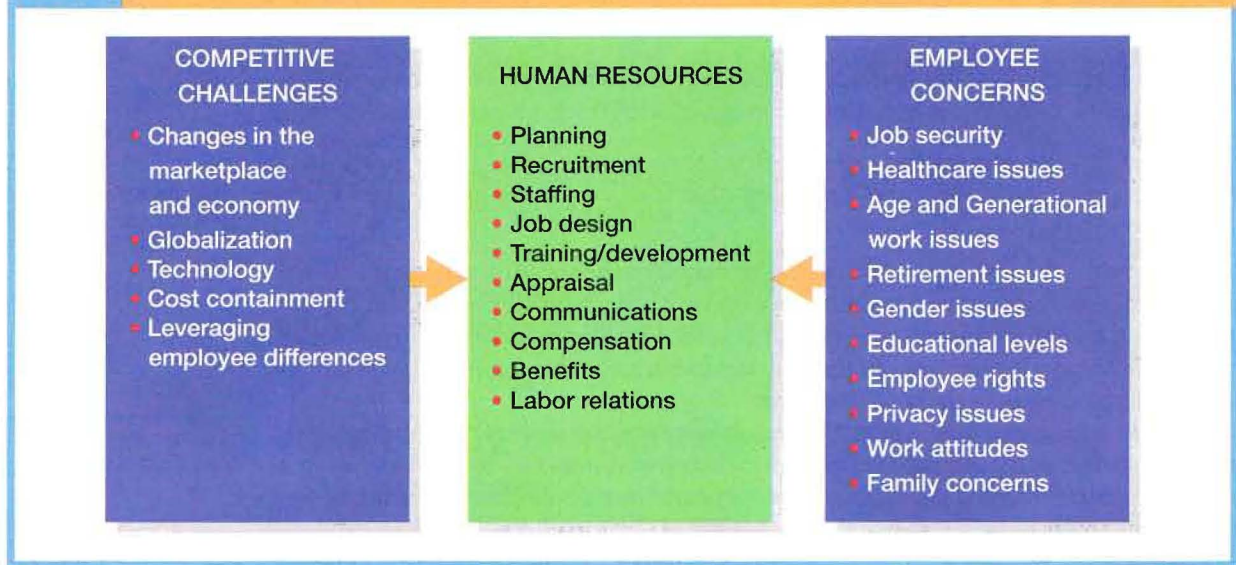 COMPETITIVE
CHALLENGES
• Changes in the
marketplace
and economy
• Globalization
• Technology
• Cost containment
• Leveraging
employee differences
HUMAN RESOURCES
• Planning
• Recruitment
• Staffing
• Job design
• Training/development
• Appraisal
• Communications
• Compensation
• Benefits
• Labor relations
EMPLOYEE
CONCERNS
• Job security
• Healthcare issues
• Age and Generational
work issues
• Retirement issues
• Gender issues
• Educational levels
• Employee rights
• Privacy issues
• Work attitudes
• Family concerns